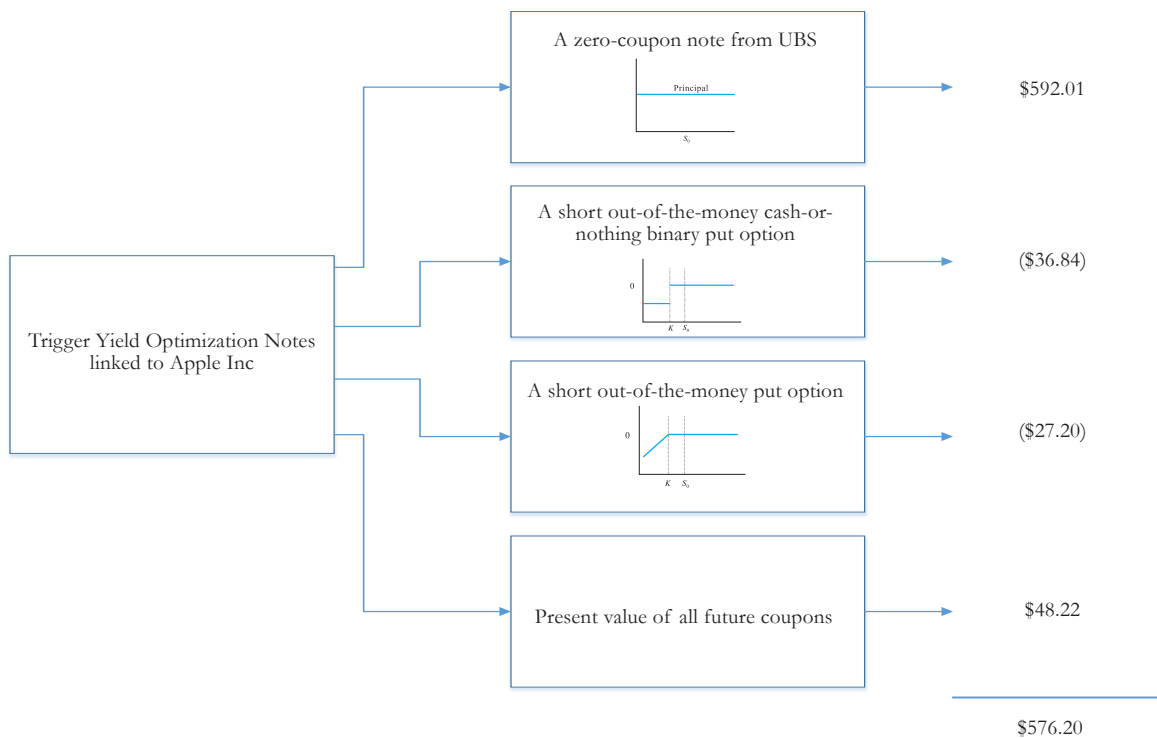 Trigger Yield Optimization Notes
linked to Apple Inc
A zero-coupon note from UBS
Principal
S₀
$592.01
A short out-of-the-money cash-or-
nothing binary put option
0
K S₀
($36.84)
A short out-of-the-money put option
0
K S₀
($27.20)
Present value of all future coupons
$48.22
$576.20